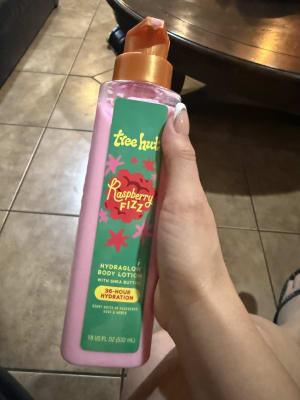 tree hut
Raspberry
FIZZ
HYDRAGLOW
BODY LOTION
WITH SHEA BUTTER
36-HOUR
HYDRATION
18 US FL OZ (532 mL)